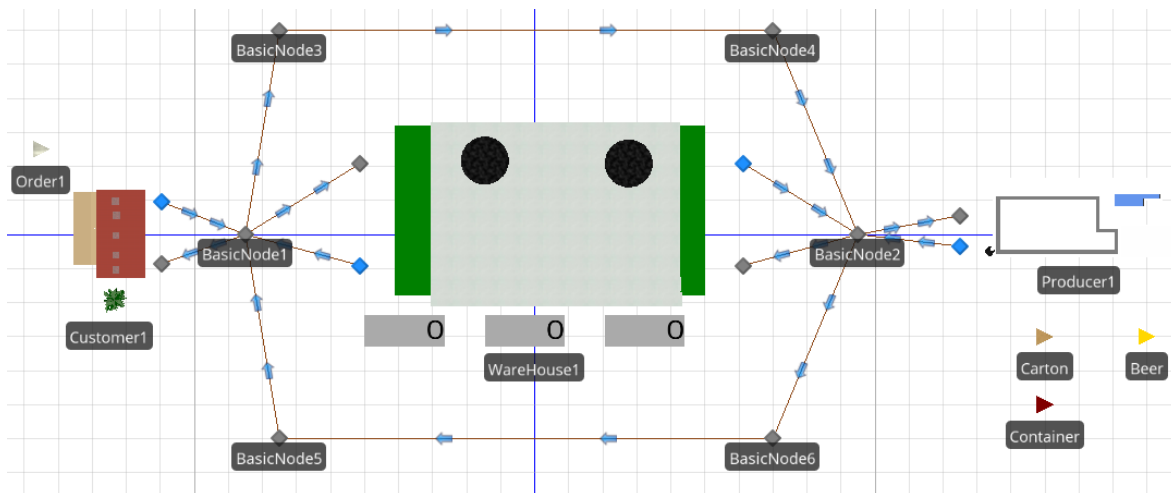 BasicNode3
BasicNode4
Order1
BasicNode1
BasicNode2
Producer1
Customer1
0
0
0
WareHouse1
Carton
Beer
Container
BasicNode5
BasicNode6